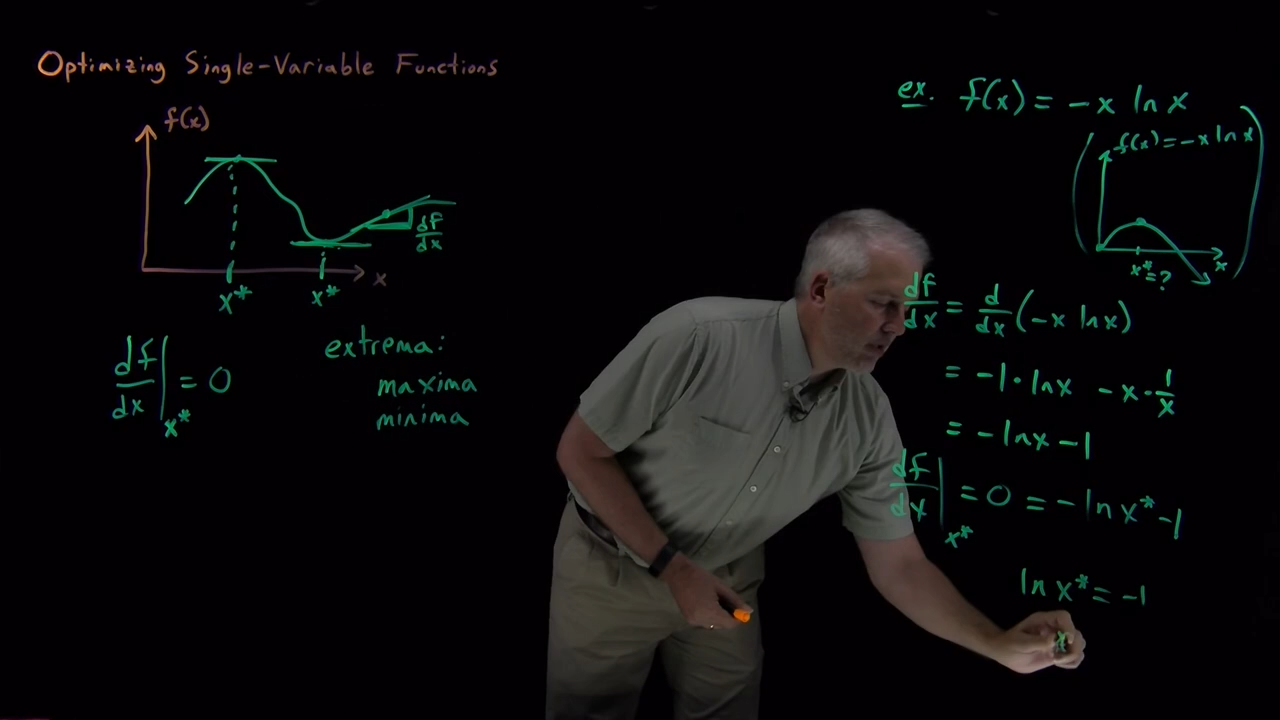 Optimizing Single-Variable Functions
f(x)
df/dx
x* x*
x
df/dx|x* = 0
extrema:
maxima
minima
ex. f(x) = -x ln x
f(x) = -x ln x
x* = ?
x
df/dx = d/dx (-x ln x)
= -1 · ln x - x · 1/x
= - ln x - 1
df/dx|x* = 0 = - ln x* - 1
ln x* = -1